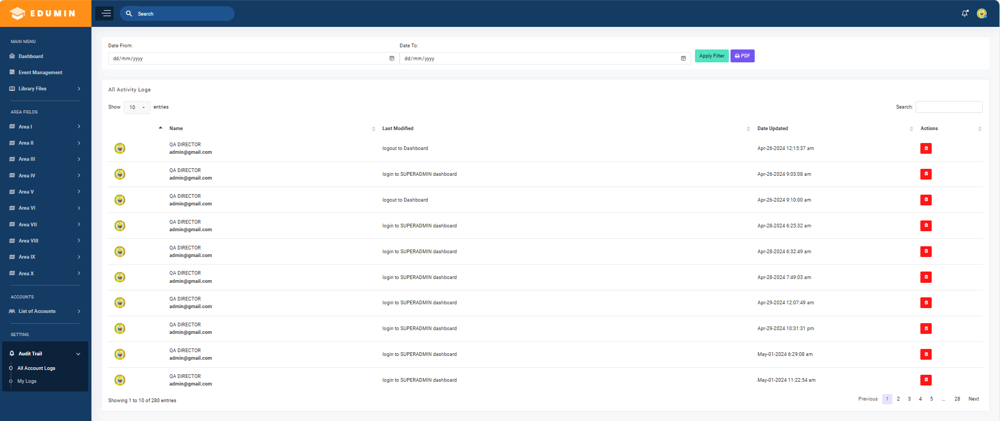 EDUMIN
Search
MAIN MENU
Dashboard
Event Management
Library Files
AREA FIELDS
Area I
Area II
Area III
Area IV
Area V
Area VI
Area VII
Area VIII
Area IX
Area X
ACCOUNTS
List of Accounts
SETTING
Audit Trail
All Account Logs
My Logs
Date From: Date To:
dd/mm/yyyy dd/mm/yyyy Apply Filter PDF
All Activity Logs
Show 10 entries Search:
Name Last Modified Date Updated Actions
QA DIRECTOR
admin@gmail.com logout to Dashboard Apr-26-2024 12:15:37 am
QA DIRECTOR
admin@gmail.com login to SUPERADMIN dashboard Apr-26-2024 9:03:08 am
QA DIRECTOR
admin@gmail.com logout to Dashboard Apr-26-2024 9:10:00 am
QA DIRECTOR
admin@gmail.com login to SUPERADMIN dashboard Apr-28-2024 6:25:32 am
QA DIRECTOR
admin@gmail.com login to SUPERADMIN dashboard Apr-28-2024 6:32:49 am
QA DIRECTOR
admin@gmail.com login to SUPERADMIN dashboard Apr-28-2024 7:49:03 am
QA DIRECTOR
admin@gmail.com login to SUPERADMIN dashboard Apr-29-2024 12:07:49 am
QA DIRECTOR
admin@gmail.com login to SUPERADMIN dashboard Apr-29-2024 10:31:31 pm
QA DIRECTOR
admin@gmail.com login to SUPERADMIN dashboard May-01-2024 6:29:08 am
QA DIRECTOR
admin@gmail.com login to SUPERADMIN dashboard May-01-2024 11:22:54 am
Showing 1 to 10 of 280 entries Previous 1 2 3 4 5 ... 28 Next